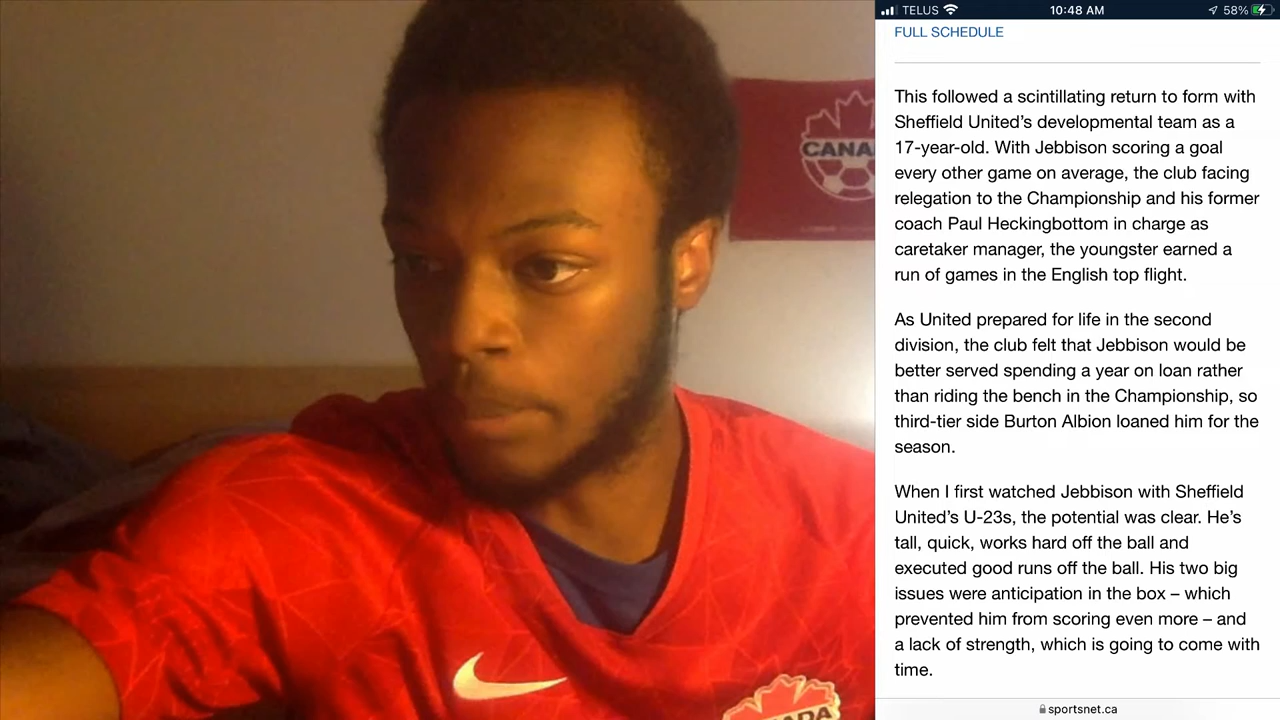 CANA
ADA
TELUS 10:48 AM 58%
FULL SCHEDULE
This followed a scintillating return to form with
Sheffield United’s developmental team as a
17-year-old. With Jebbison scoring a goal
every other game on average, the club facing
relegation to the Championship and his former
coach Paul Heckingbottom in charge as
caretaker manager, the youngster earned a
run of games in the English top flight.
As United prepared for life in the second
division, the club felt that Jebbison would be
better served spending a year on loan rather
than riding the bench in the Championship, so
third-tier side Burton Albion loaned him for the
season.
When I first watched Jebbison with Sheffield
United’s U-23s, the potential was clear. He’s
tall, quick, works hard off the ball and
executed good runs off the ball. His two big
issues were anticipation in the box – which
prevented him from scoring even more – and
a lack of strength, which is going to come with
time.
sportsnet.ca